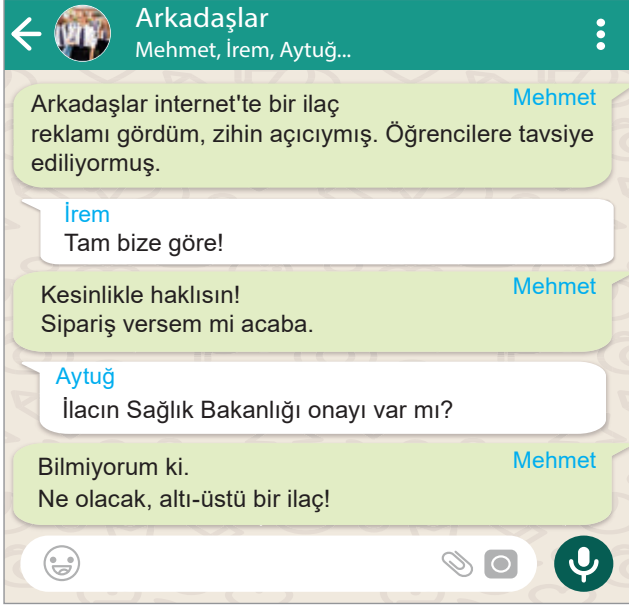 Arkadaşlar
Mehmet, İrem, Aytuğ...
Mehmet
Arkadaşlar internet'te bir ilaç
reklamı gördüm, zihin açıcıymış. Öğrencilere tavsiye
ediliyormuş.
İrem
Tam bize göre!
Mehmet
Kesinlikle haklısın!
Sipariş versem mi acaba.
Aytuğ
İlacın Sağlık Bakanlığı onayı var mı?
Mehmet
Bilmiyorum ki.
Ne olacak, altı-üstü bir ilaç!